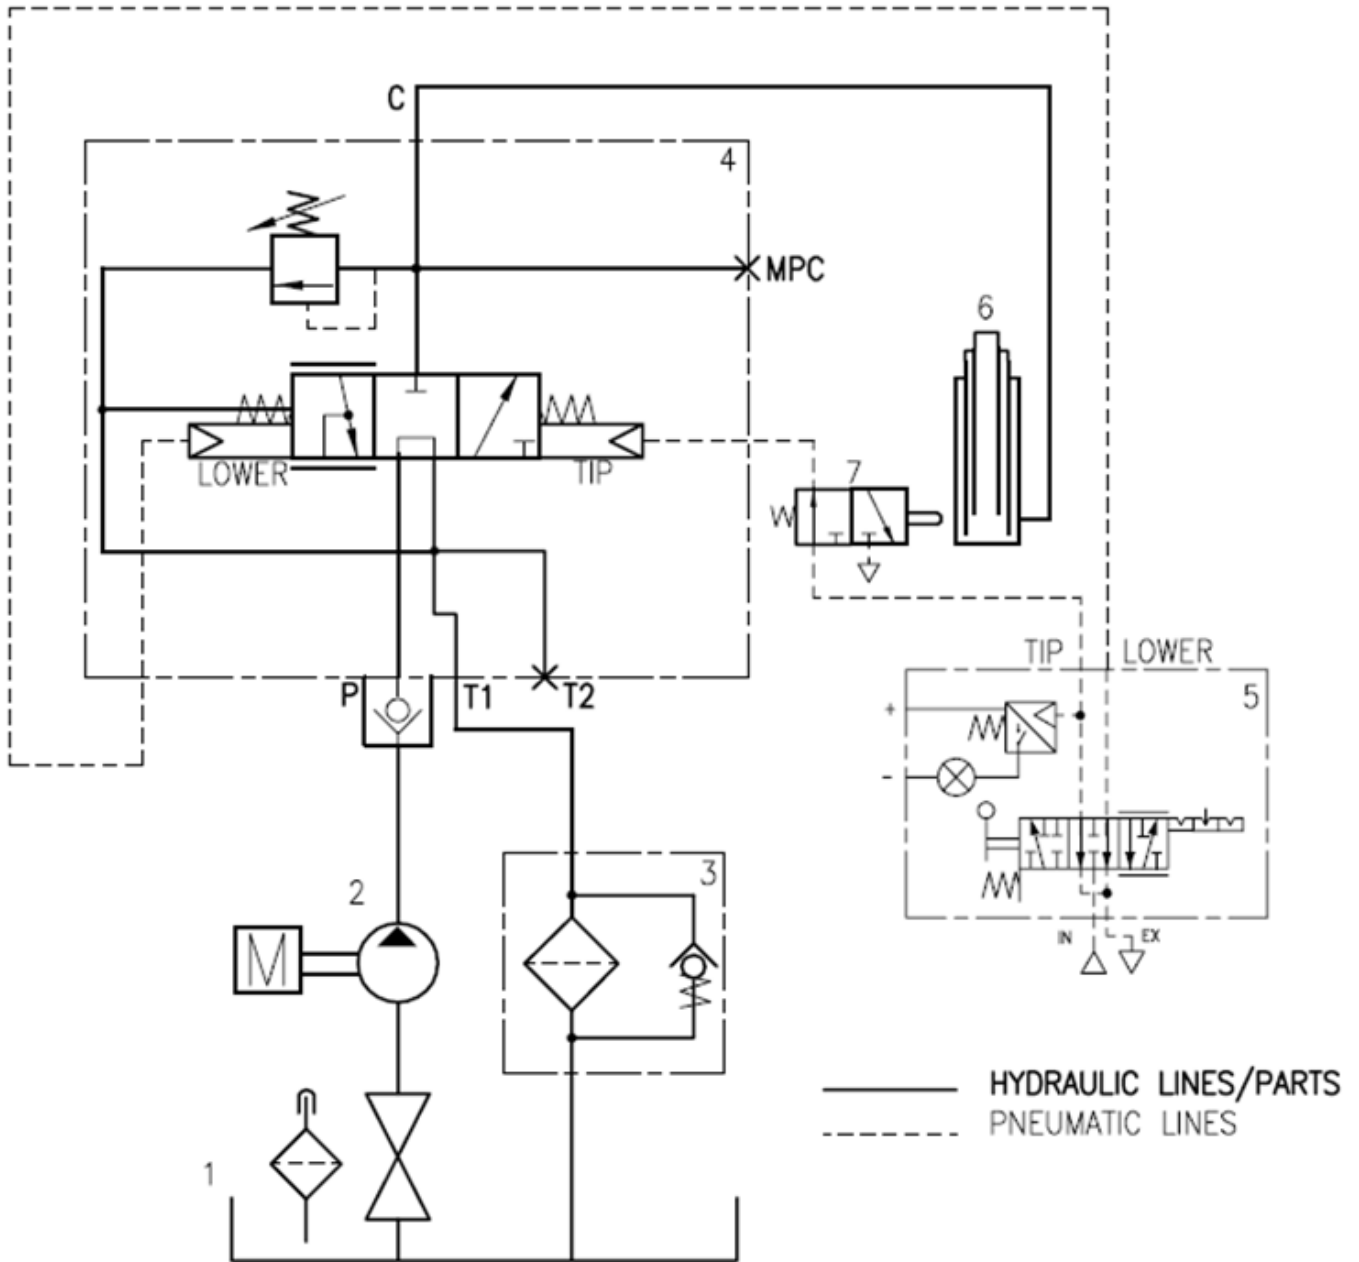 C
4
MPC
6
LOWER
TIP
7
TIP
LOWER
5
P
T1
T2
+
-
3
2
M
IN
EX
1
HYDRAULIC LINES/PARTS
PNEUMATIC LINES